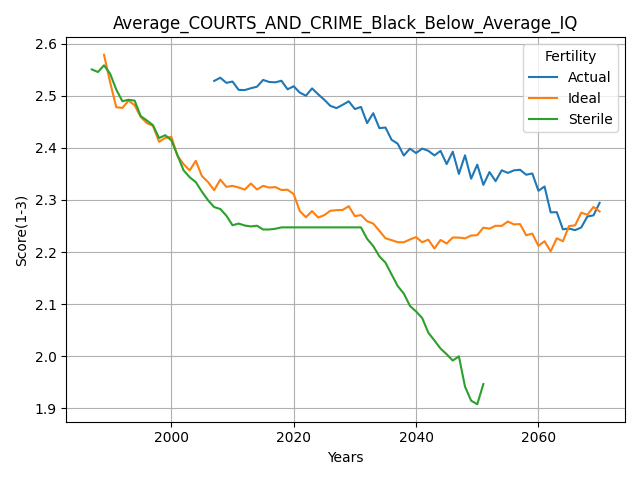 Average_COURTS_AND_CRIME_Black_Below_Average_IQ
Fertility
Actual
Ideal
Sterile
Score(1-3)
2.6
2.5
2.4
2.3
2.2
2.1
2.0
1.9
2000
2020
2040
2060
Years